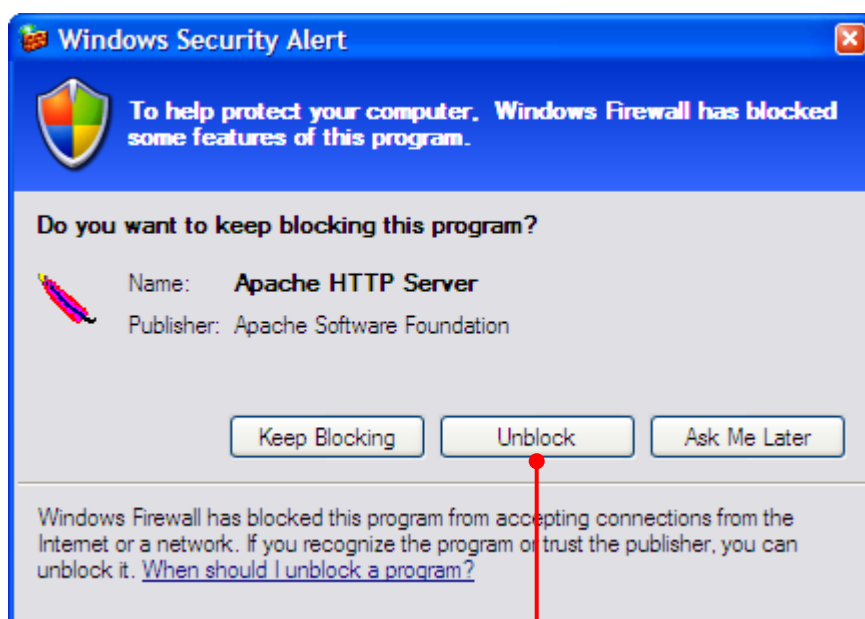 Windows Security Alert
To help protect your computer, Windows Firewall has blocked
some features of this program.
Do you want to keep blocking this program?
Name: Apache HTTP Server
Publisher: Apache Software Foundation
Keep Blocking Unblock Ask Me Later
Windows Firewall has blocked this program from accepting connections from the
Internet or a network. If you recognize the program or trust the publisher, you can
unblock it. When should I unblock a program?